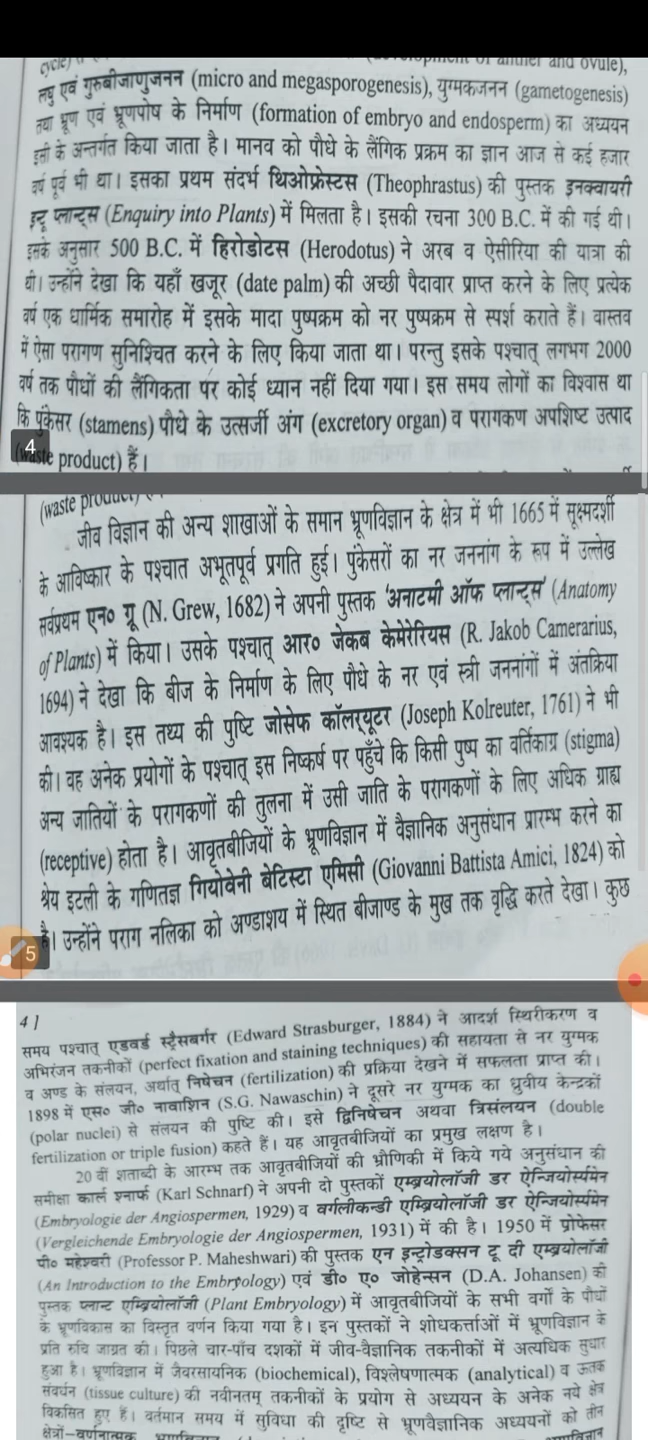 cycle)
लघु एवं गुरुबीजाणुजनन (micro and megasporogenesis), युग्मकजनन (gametogenesis)
तथा भ्रूण एवं भ्रूणपोष के निर्माण (formation of embryo and endosperm) का अध्ययन
इसी के अन्तर्गत किया जाता है। मानव को पौधे के लैंगिक प्रक्रम का ज्ञान आज से कई हजार
वर्ष पूर्व भी था। इसका प्रथम संदर्भ थिओफ्रेस्टस (Theophrastus) की पुस्तक इनक्वायरी
इन्टू प्लान्ट्स (Enquiry into Plants) में मिलता है। इसकी रचना 300 B.C. में की गई थी।
इसके अनुसार 500 B.C. में हिरोडोटस (Herodotus) ने अरब व ऐसीरिया की यात्रा की
थी। उन्होंने देखा कि यहाँ खजूर (date palm) की अच्छी पैदावार प्राप्त करने के लिए प्रत्येक
वर्ष एक धार्मिक समारोह में इसके मादा पुष्पक्रम को नर पुष्पक्रम से स्पर्श कराते हैं। वास्तव
में ऐसा परागण सुनिश्चित करने के लिए किया जाता था। परन्तु इसके पश्चात् लगभग 2000
वर्ष तक पौधों की लैंगिकता पर कोई ध्यान नहीं दिया गया। इस समय लोगों का विश्वास था
कि पुंकेसर (stamens) पौधे के उत्सर्जी अंग (excretory organ) व परागकण अपशिष्ट उत्पाद
(waste product) हैं।
4
(waste product)
जीव विज्ञान की अन्य शाखाओं के समान भ्रूणविज्ञान के क्षेत्र में भी 1665 में सूक्ष्मदर्शी
के आविष्कार के पश्चात अभूतपूर्व प्रगति हुई। पुंकेसरों का नर जननांग के रूप में उल्लेख
सर्वप्रथम एन० ग्रू (N. Grew, 1682) ने अपनी पुस्तक ‘अनाटमी ऑफ प्लान्ट्स’ (Anatomy
of Plants) में किया। उसके पश्चात् आर० जेकब केमेरेरियस (R. Jakob Camerarius,
1694) ने देखा कि बीज के निर्माण के लिए पौधे के नर एवं स्त्री जननांगों में अंतक्रिया
आवश्यक है। इस तथ्य की पुष्टि जोसेफ कॉलर्‌यूटर (Joseph Kolreuter, 1761) ने भी
की। वह अनेक प्रयोगों के पश्चात् इस निष्कर्ष पर पहुँचे कि किसी पुष्प का वर्तिकाग्र (stigma)
अन्य जातियों के परागकणों की तुलना में उसी जाति के परागकणों के लिए अधिक ग्राह्य
(receptive) होता है। आवृतबीजियों के भ्रूणविज्ञान में वैज्ञानिक अनुसंधान प्रारम्भ करने का
श्रेय इटली के गणितज्ञ गियोवेनी बेटिस्टा एमिसी (Giovanni Battista Amici, 1824) को
है। उन्होंने पराग नलिका को अण्डाशय में स्थित बीजाण्ड के मुख तक वृद्धि करते देखा। कुछ
5
4 ]
समय पश्चात् एडवर्ड स्ट्रैसबर्गर (Edward Strasburger, 1884) ने आदर्श स्थिरीकरण व
अभिरंजन तकनीकों (perfect fixation and staining techniques) की सहायता से नर युग्मक
व अण्ड के संलयन, अर्थात् निषेचन (fertilization) की प्रक्रिया देखने में सफलता प्राप्त की।
1898 में एस० जी० नावाशिन (S.G. Nawaschin) ने दूसरे नर युग्मक का ध्रुवीय केन्द्रकों
(polar nuclei) से संलयन की पुष्टि की। इसे द्विनिषेचन अथवा त्रिसंलयन (double
fertilization or triple fusion) कहते हैं। यह आवृतबीजियों का प्रमुख लक्षण है।
20 वीं शताब्दी के आरम्भ तक आवृतबीजियों की भ्रौणिकी में किये गये अनुसंधान की
समीक्षा कार्ल श्नार्फ (Karl Schnarf) ने अपनी दो पुस्तकों एम्ब्रयोलॉजी डर ऐन्जियोर्स्पमेन
(Embryologie der Angiospermen, 1929) व वर्गलीकन्डी एम्ब्रियोलॉजी डर ऐन्जियोर्स्पमेन
(Vergleichende Embryologie der Angiospermen, 1931) में की है। 1950 में प्रोफेसर
पी० महेश्वरी (Professor P. Maheshwari) की पुस्तक एन इन्ट्रोडक्सन टू दी एम्ब्रयोलॉजी
(An Introduction to the Embryology) एवं डी० ए० जोहेन्सन (D.A. Johansen) की
पुस्तक प्लान्ट एम्ब्रियोलॉजी (Plant Embryology) में आवृतबीजियों के सभी वर्गों के पौधों
के भ्रूणविकास का विस्तृत वर्णन किया गया है। इन पुस्तकों ने शोधकर्त्ताओं में भ्रूणविज्ञान के
प्रति रुचि जाग्रत की। पिछले चार-पाँच दशकों में जीव-वैज्ञानिक तकनीकों में अत्यधिक सुधार
हुआ है। भ्रूणविज्ञान में जैवरसायनिक (biochemical), विश्लेषणात्मक (analytical) व ऊतक
संवर्धन (tissue culture) की नवीनतम् तकनीकों के प्रयोग से अध्ययन के अनेक नये क्षेत्र
विकसित हुए हैं। वर्तमान समय में सुविधा की दृष्टि से भ्रूणवैज्ञानिक अध्ययनों को तीन
क्षेत्रों–वर्णनात्मक